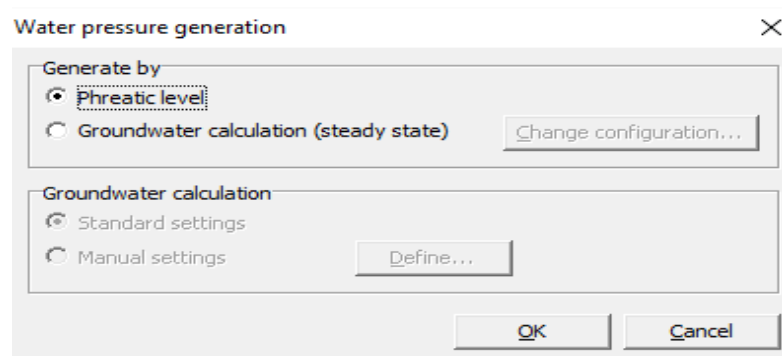 Water pressure generation
Generate by
Phreatic level
Groundwater calculation (steady state)
Change configuration...
Groundwater calculation
Standard settings
Manual settings
Define...
OK
Cancel